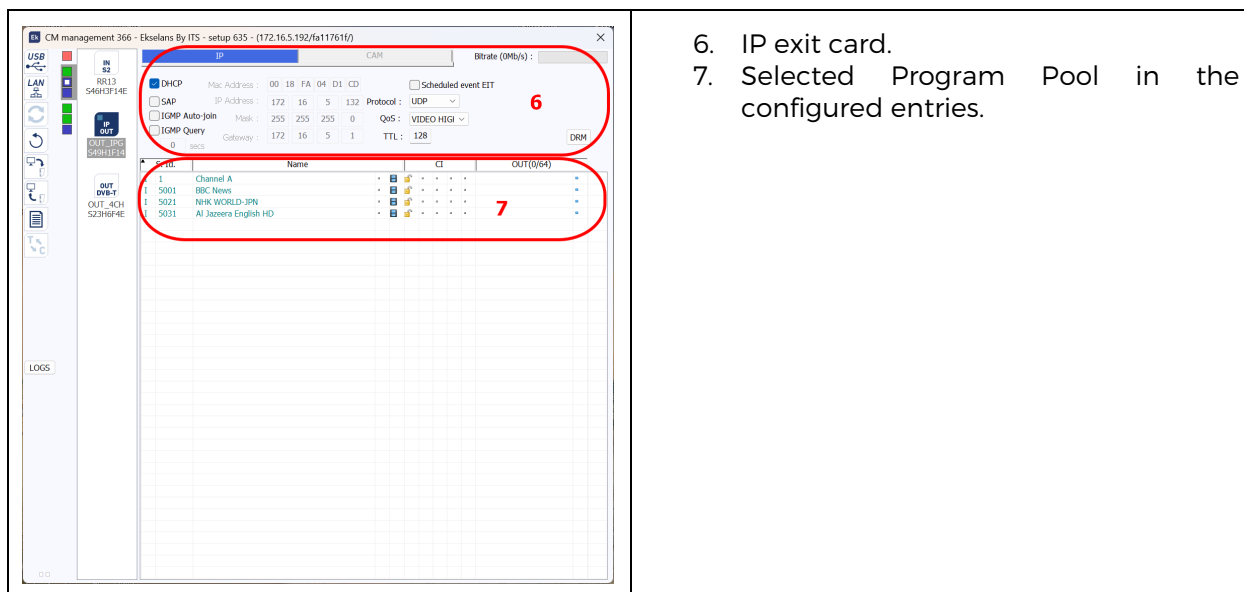 CM management 366 - Ekselans By ITS - setup 635 - (172.16.5.192/fa11761f/)
USB
LAN
LOGS
IN
S2
RR13
S46H3F14E
IP
OUT
OUT_IPG
S49H1F14
OUT
DVB-T
OUT_4CH
S23H6F4E
IP CAM Bitrate (0Mb/s) :
DHCP Mac Address : 00 18 FA 04 D1 CD Scheduled event EIT
SAP IP Address : 172 16 5 132 Protocol : UDP 6
IGMP Auto-join Mask : 255 255 255 0 QoS : VIDEO HIGI
IGMP Query Gateway : 172 16 5 1 TTL : 128 DRM
0 secs
S. Id. Name CI OUT(0/64)
I 1 Channel A
I 5001 BBC News
I 5021 NHK WORLD-JPN 7
I 5031 Al Jazeera English HD
T C
6. IP exit card.
7. Selected Program Pool in the
configured entries.